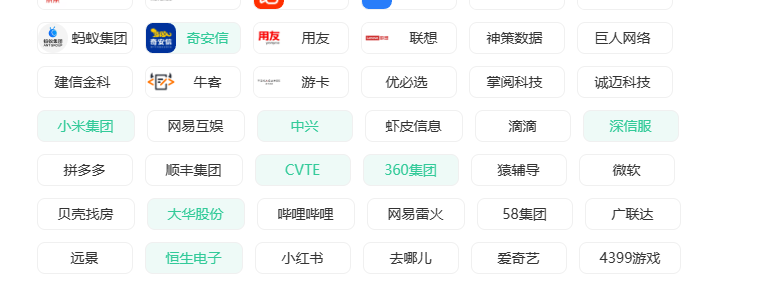 蚂蚁集团 奇安信 用友 联想 神策数据 巨人网络
建信金科 牛客 游卡 优必选 掌阅科技 诚迈科技
小米集团 网易互娱 中兴 虾皮信息 滴滴 深信服
拼多多 顺丰集团 CVTE 360集团 猿辅导 微软
贝壳找房 大华股份 哔哩哔哩 网易雷火 58集团 广联达
远景 恒生电子 小红书 去哪儿 爱奇艺 4399游戏